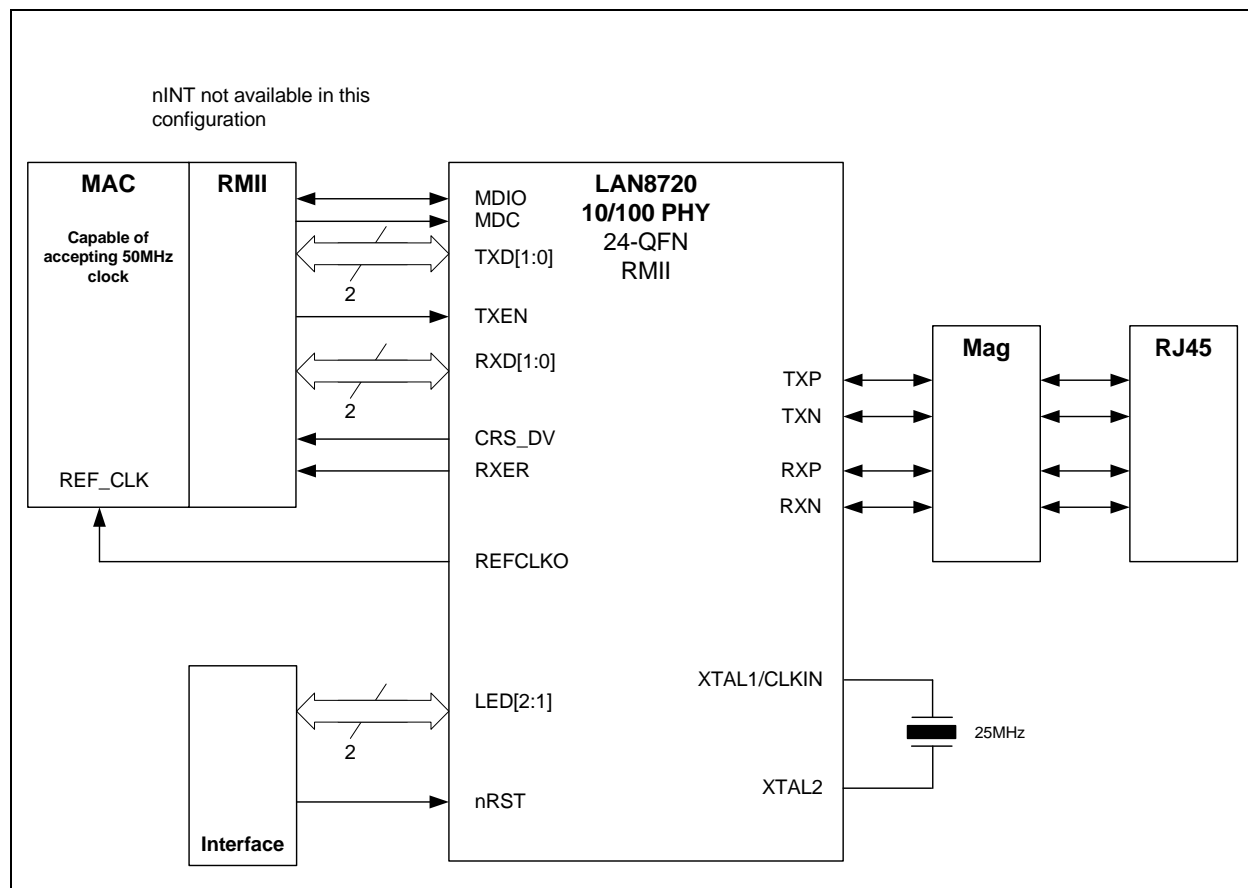 nINT not available in this
configuration
MAC
Capable of
accepting 50MHz
clock
REF_CLK
RMII
LAN8720
10/100 PHY
24-QFN
RMII
MDIO
MDC
TXD[1:0]
2
TXEN
RXD[1:0]
2
CRS_DV
RXER
REFCLKO
LED[2:1]
2
nRST
Interface
TXP
TXN
RXP
RXN
Mag
RJ45
XTAL1/CLKIN
25MHz
XTAL2